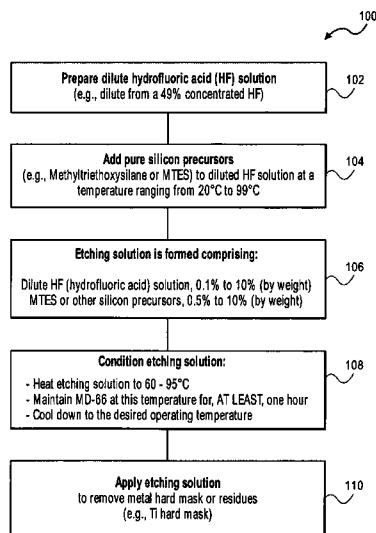 100
Prepare dilute hydrofluoric acid (HF) solution
(e.g., dilute from a 49% concentrated HF)
102
Add pure silicon precursors
(e.g., Methyltriethoxysilane or MTES) to diluted HF solution at a
temperature ranging from 20°C to 99°C
104
Etching solution is formed comprising:
Dilute HF (hydrofluoric acid) solution, 0.1% to 10% (by weight)
MTES or other silicon precursors, 0.5% to 10% (by weight)
106
Condition etching solution:
- Heat etching solution to 60 - 95°C
- Maintain MD-66 at this temperature for, AT LEAST, one hour
- Cool down to the desired operating temperature
108
Apply etching solution
to remove metal hard mask or residues
(e.g., Ti hard mask)
110